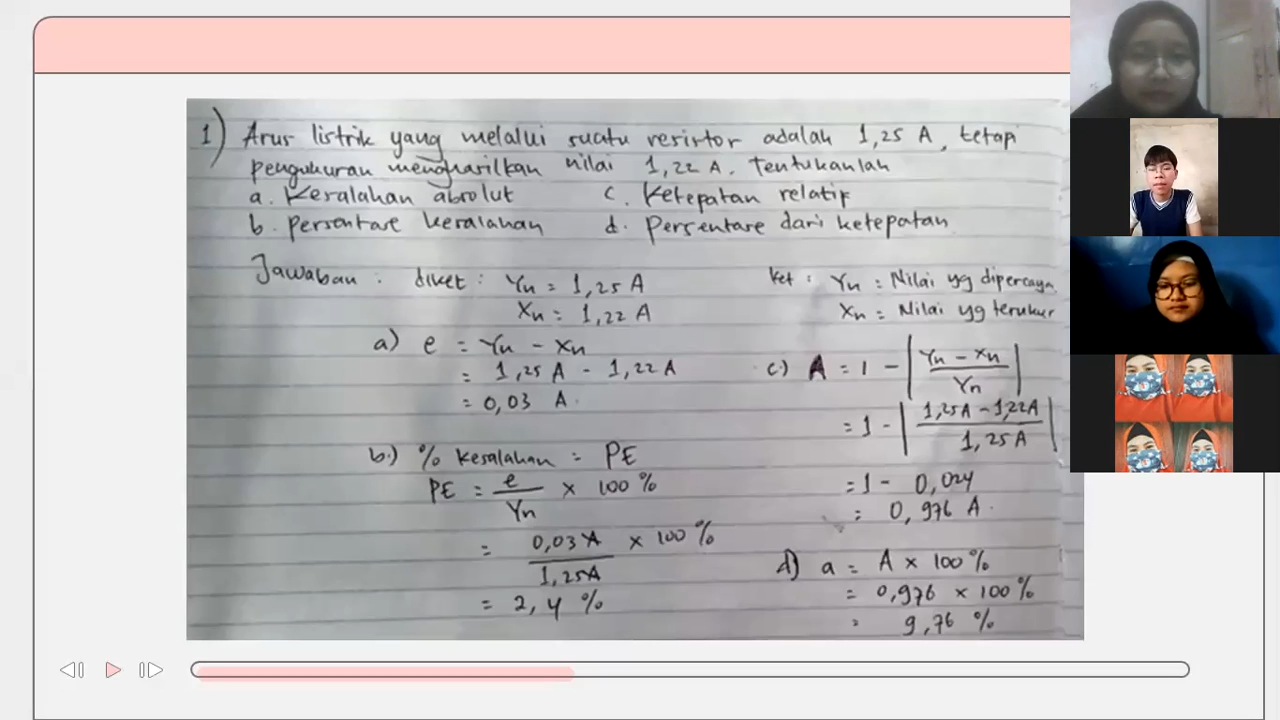 1) Arus listrik yang melalui suatu resistor adalah 1,25 A, tetapi
pengukuran menghasilkan nilai 1,22 A. Tentukanlah
a. Kesalahan absolut
c. Ketepatan relatif
b. Persentase kesalahan
d. Persentase dari ketepatan
Jawaban : diket : Yn = 1,25 A
Xn = 1,22 A
ket : Yn = Nilai yg dipercaya
Xn = Nilai yg terukur
a) e = Yn - Xn
= 1,25 A - 1,22 A
= 0,03 A.
b.) % kesalahan = PE
PE = e/Yn × 100 %
= 0,03 A/1,25A × 100 %
= 2,4 %
c.) A = 1 - |Yn - Xn/Yn|
= 1 - |1,25A - 1,22A/1,25A|
= 1 - 0,024
= 0,976 A.
d) a = A × 100 %
= 0,976 × 100 %
= 9,76 %